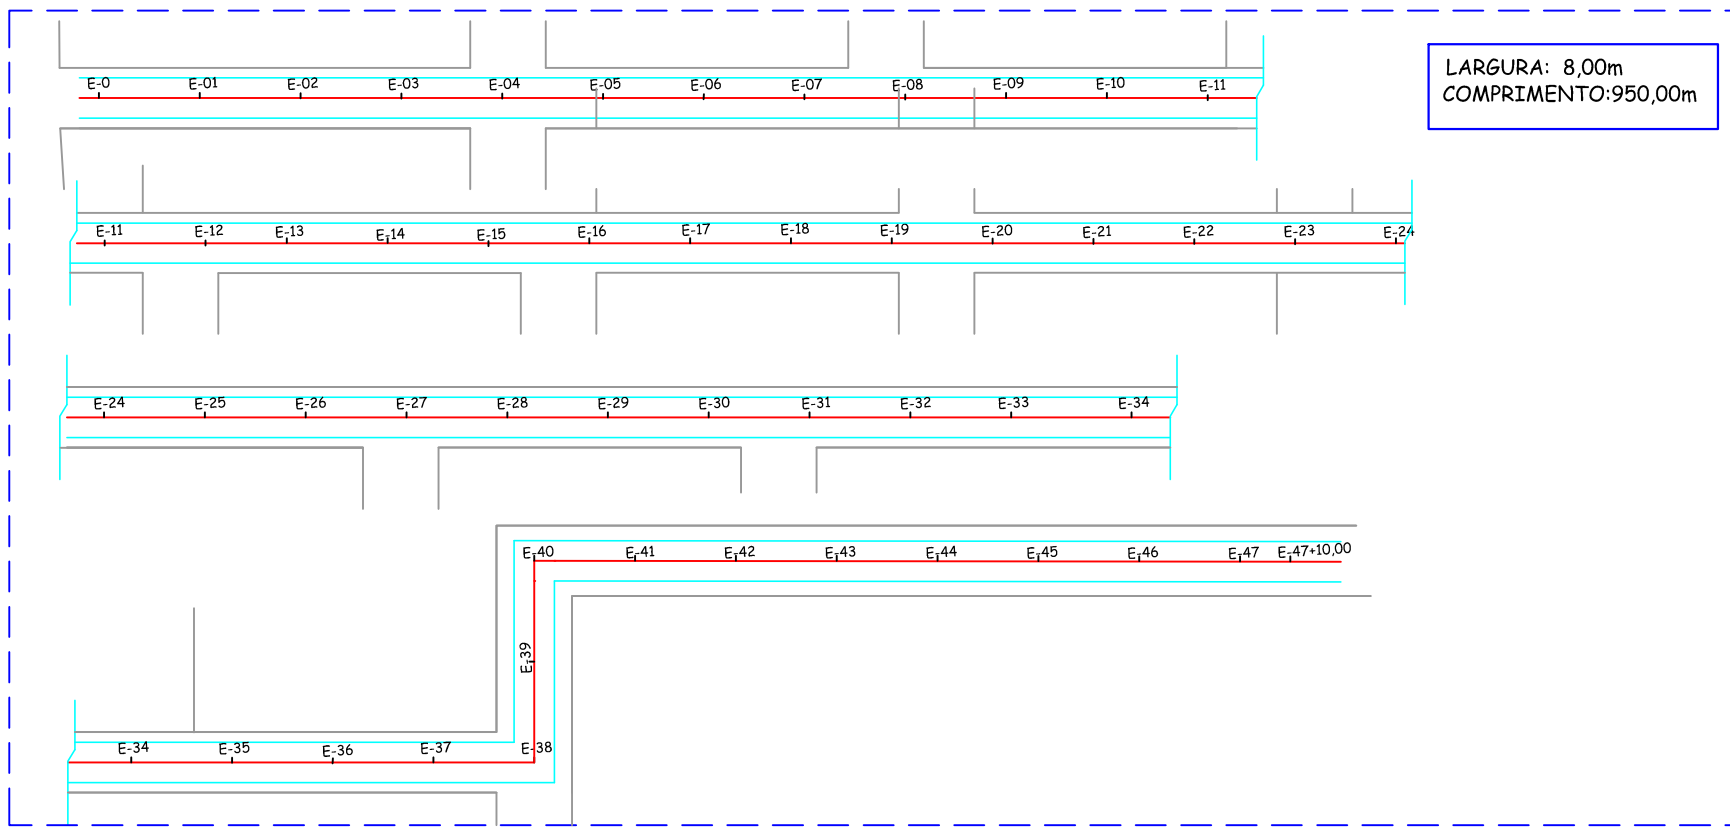 E-0 E-01 E-02 E-03 E-04 E-05 E-06 E-07 E-08 E-09 E-10 E-11
LARGURA: 8,00m
COMPRIMENTO:950,00m
E-11 E-12 E-13 E-14 E-15 E-16 E-17 E-18 E-19 E-20 E-21 E-22 E-23 E-24
E-24 E-25 E-26 E-27 E-28 E-29 E-30 E-31 E-32 E-33 E-34
E-40 E-41 E-42 E-43 E-44 E-45 E-46 E-47 E-47+10,00
E-39
E-34 E-35 E-36 E-37 E-38